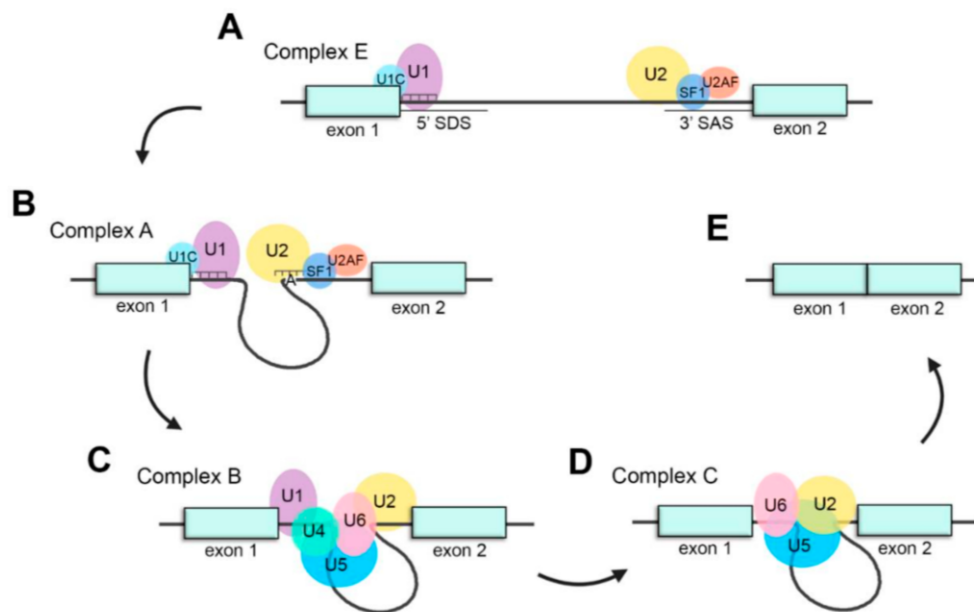 A
Complex E
U1C
U1
U2
SF1
U2AF
exon 1
5' SDS
3' SAS
exon 2
B
Complex A
U1C
U1
U2
A
SF1
U2AF
exon 1
exon 2
E
exon 1
exon 2
C
Complex B
U1
U4
U6
U2
U5
exon 1
exon 2
D
Complex C
U6
U2
U5
exon 1
exon 2